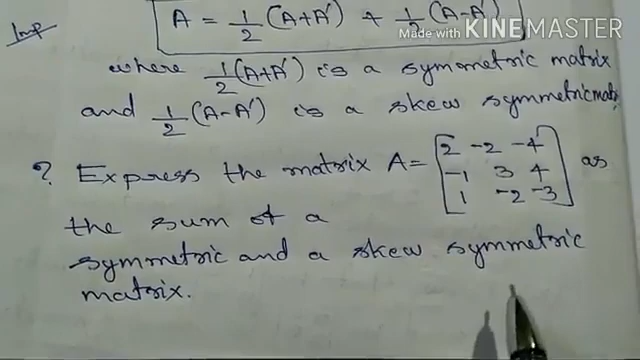 Imp
A = 1/2 (A+A') + 1/2 (A-A')
Made with KINEMASTER
where 1/2 (A+A') is a symmetric matrix
and 1/2 (A-A') is a skew symmetric matrix
? Express the matrix A = [2 -2 -4
-1 3 4
1 -2 -3] as
the sum of a
symmetric and a skew symmetric
matrix.